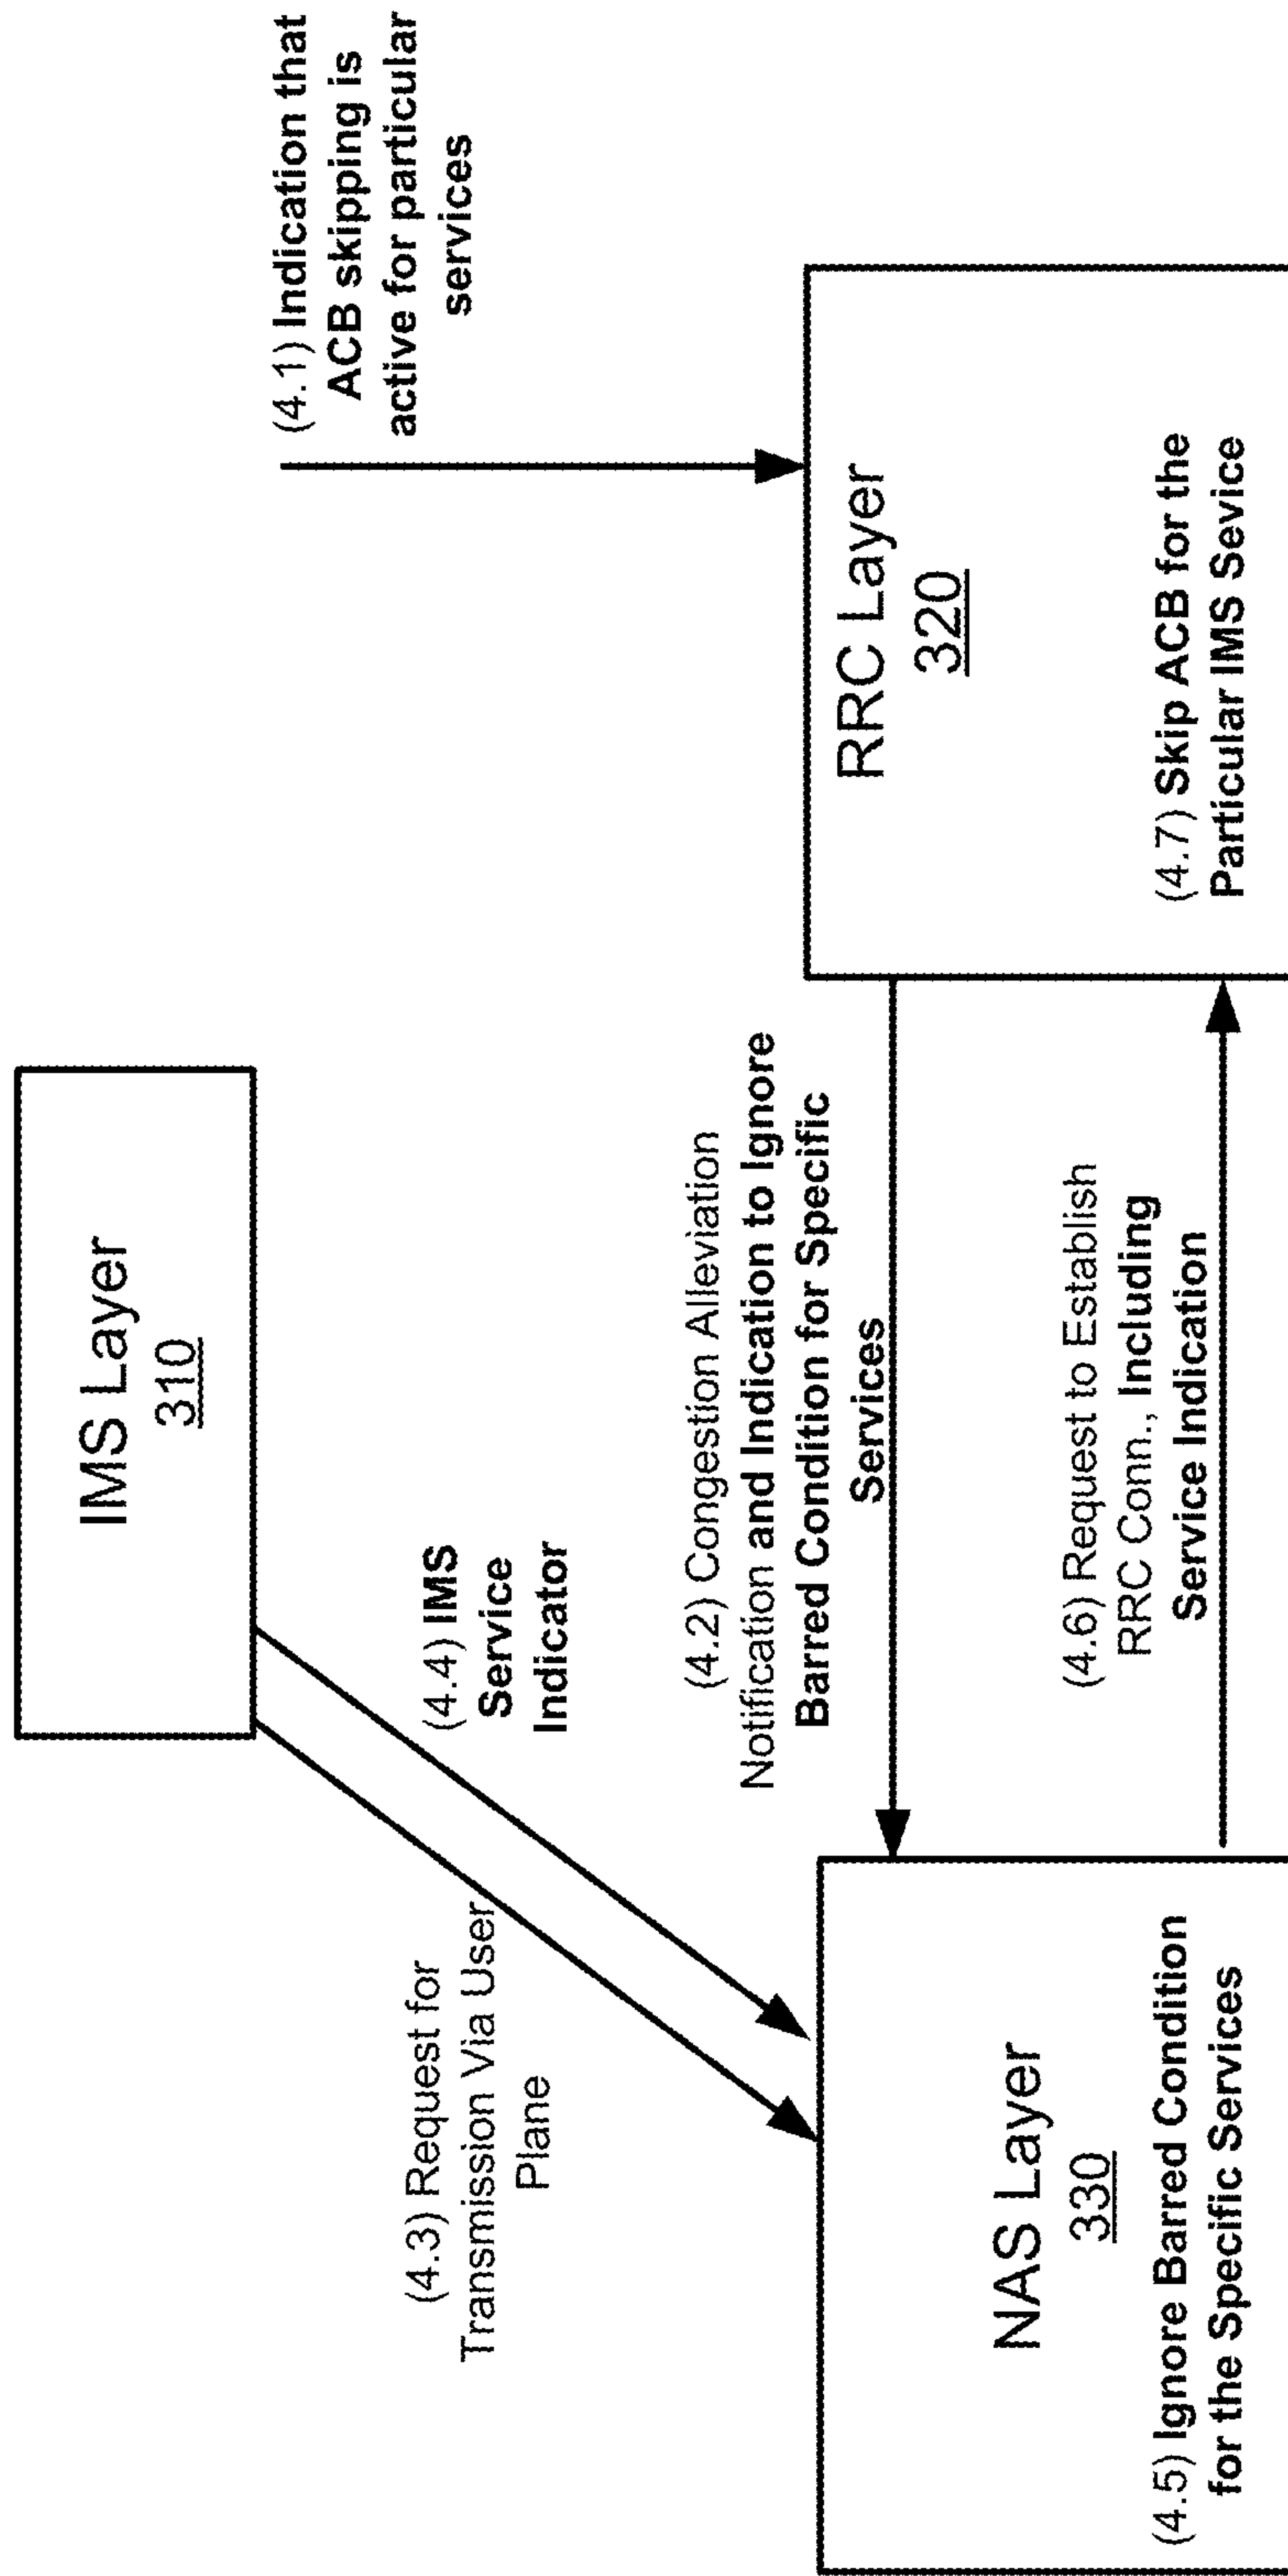 IMS Layer
310
(4.1) Indication that
ACB skipping is
active for particular
services
(4.3) Request for
Transmission Via User
Plane
(4.4) IMS
Service
Indicator
(4.2) Congestion Alleviation
Notification and Indication to Ignore
Barred Condition for Specific
Services
NAS Layer
330
(4.5) Ignore Barred Condition
for the Specific Services
(4.6) Request to Establish
RRC Conn., Including
Service Indication
RRC Layer
320
(4.7) Skip ACB for the
Particular IMS Sevice